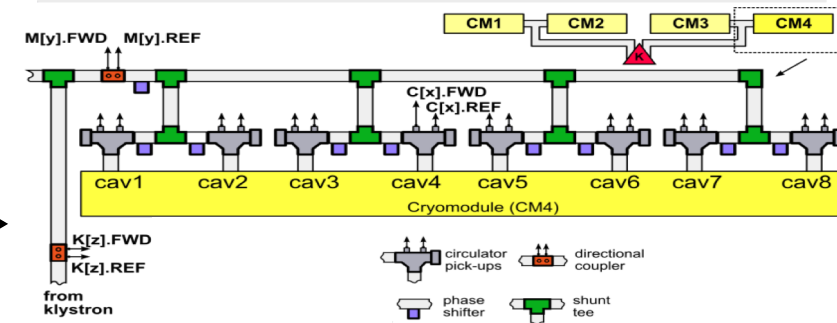 CM1 CM2 CM3 CM4
K
M[y].FWD M[y].REF
C[x].FWD
C[x].REF
cav1 cav2 cav3 cav4 cav5 cav6 cav7 cav8
Cryomodule (CM4)
K[z].FWD
K[z].REF
from
klystron
circulator
pick-ups
directional
coupler
phase
shifter
shunt
tee